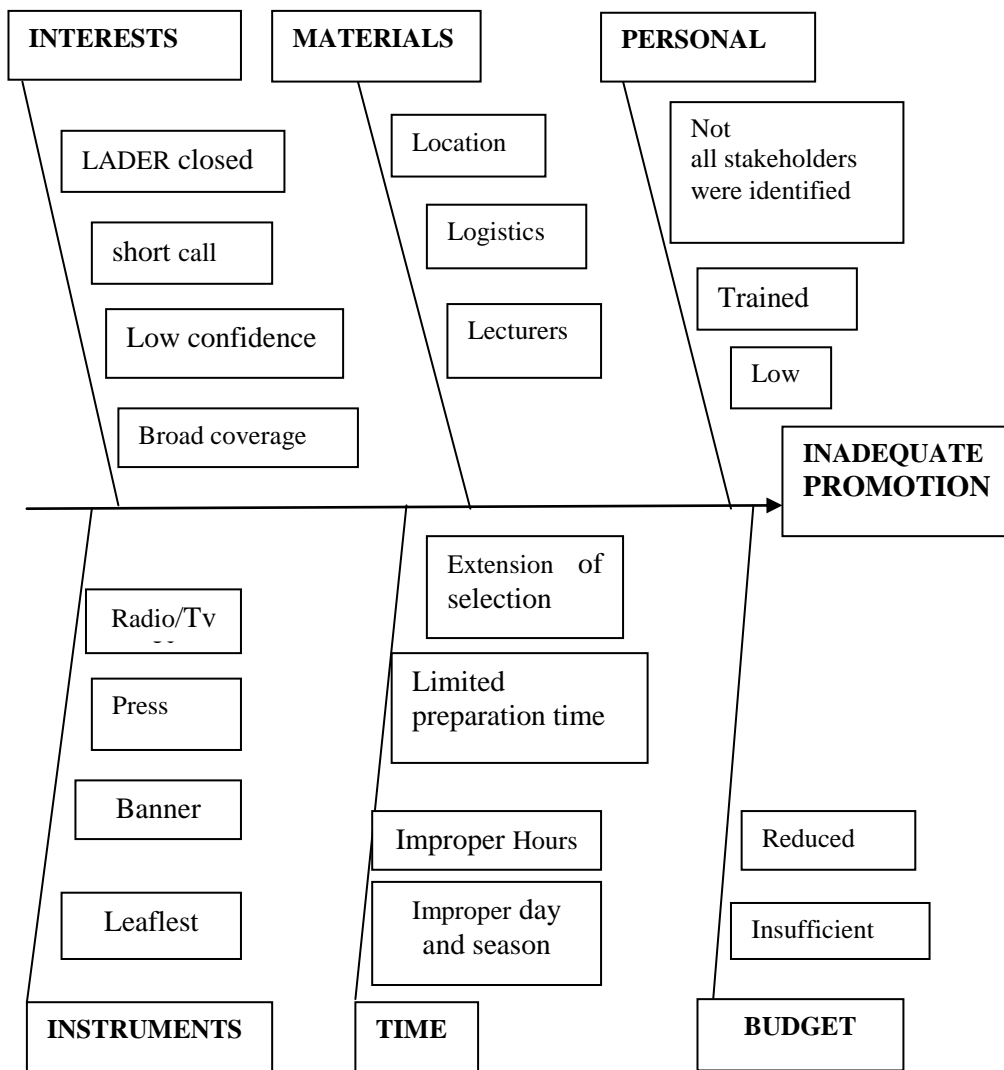 INTERESTS
MATERIALS
PERSONAL
LADER closed
short call
Low confidence
Broad coverage
Location
Logistics
Lecturers
Not
all stakeholders
were identified
Trained
Low
INADEQUATE
PROMOTION
Radio/Tv
Press
Banner
Leaflest
Extension of
selection
Limited
preparation time
Improper Hours
Improper day
and season
Reduced
Insufficient
INSTRUMENTS
TIME
BUDGET